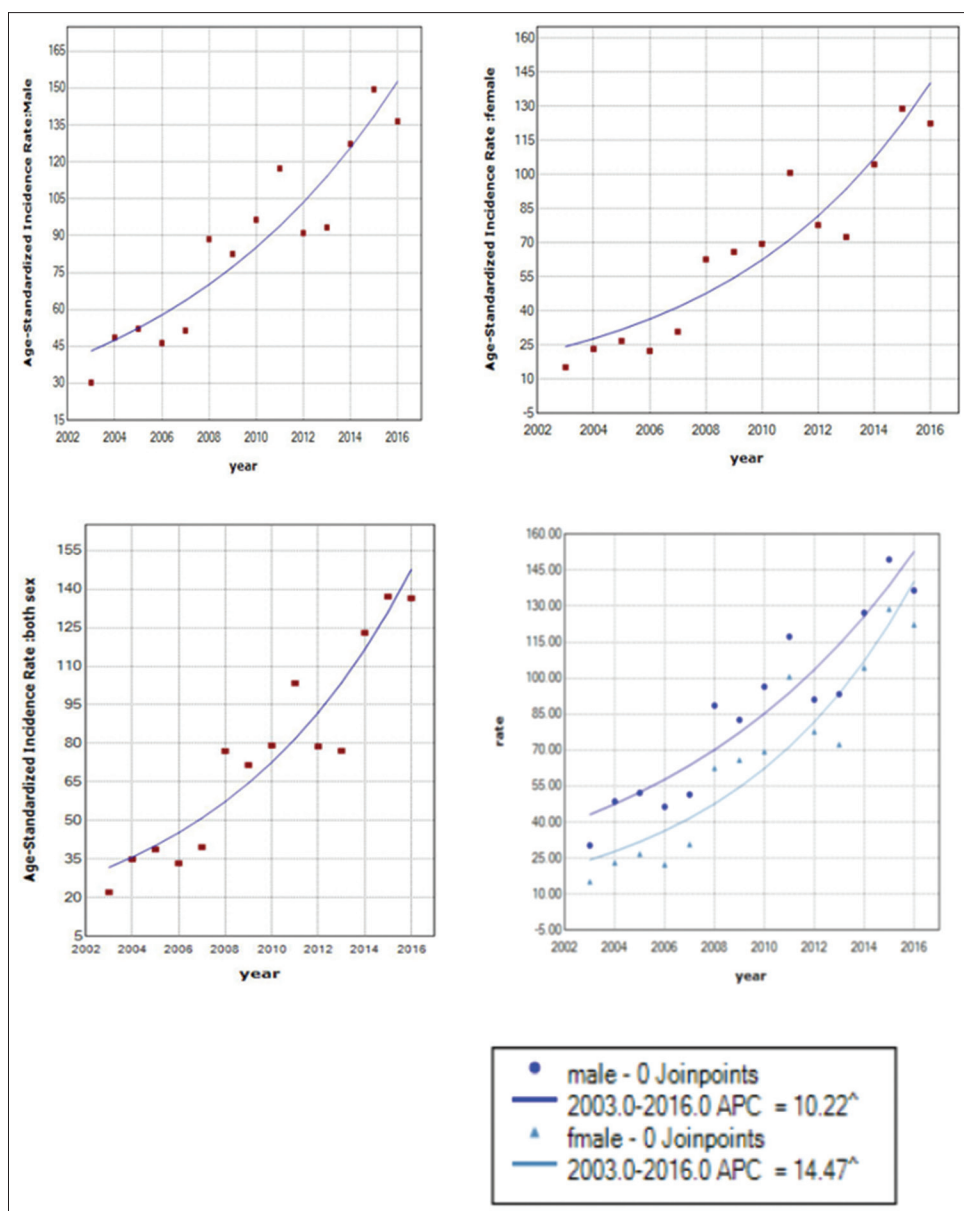 Age-Standardized Incidence Rate:Male
165
150
135
120
105
90
75
60
45
30
15
2002 2004 2006 2008 2010 2012 2014 2016
year
Age-Standardized Incidence Rate :female
160
145
130
115
100
85
70
55
40
25
10
-5
2002 2004 2006 2008 2010 2012 2014 2016
year
Age-Standardized Incidence Rate :both sex
155
140
125
110
95
80
65
50
35
20
5
2002 2004 2006 2008 2010 2012 2014 2016
year
rate
160.00
145.00
130.00
115.00
100.00
85.00
70.00
55.00
40.00
25.00
10.00
-5.00
2002 2004 2006 2008 2010 2012 2014 2016
year
male - 0 Joinpoints
2003.0-2016.0 APC = 10.22^
fmale - 0 Joinpoints
2003.0-2016.0 APC = 14.47^